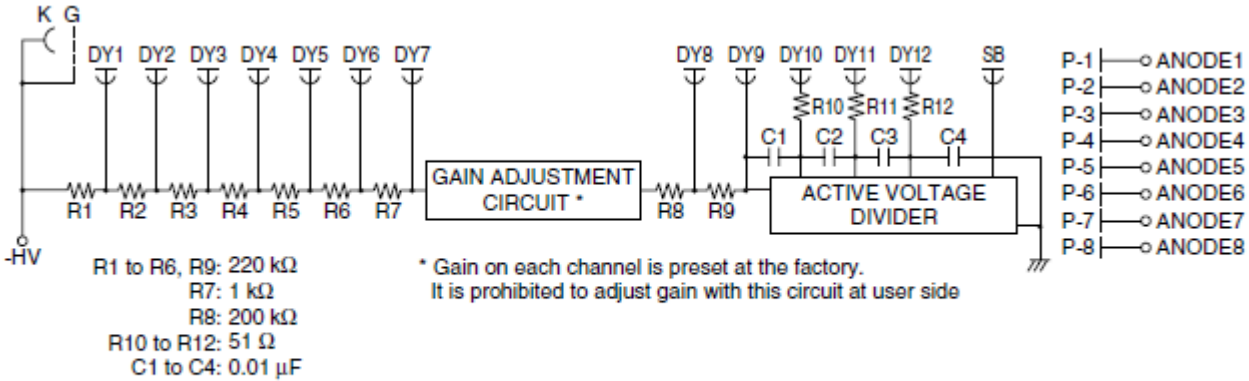 K G
DY1 DY2 DY3 DY4 DY5 DY6 DY7 DY8 DY9 DY10 DY11 DY12 SB
P-1 ANODE1
P-2 ANODE2
P-3 ANODE3
P-4 ANODE4
P-5 ANODE5
P-6 ANODE6
P-7 ANODE7
P-8 ANODE8
R10 R11 R12
C1 C2 C3 C4
GAIN ADJUSTMENT
CIRCUIT *
ACTIVE VOLTAGE
DIVIDER
R1 R2 R3 R4 R5 R6 R7 R8 R9
-HV
R1 to R6, R9: 220 kΩ
R7: 1 kΩ
R8: 200 kΩ
R10 to R12: 51 Ω
C1 to C4: 0.01 μF
* Gain on each channel is preset at the factory.
It is prohibited to adjust gain with this circuit at user side